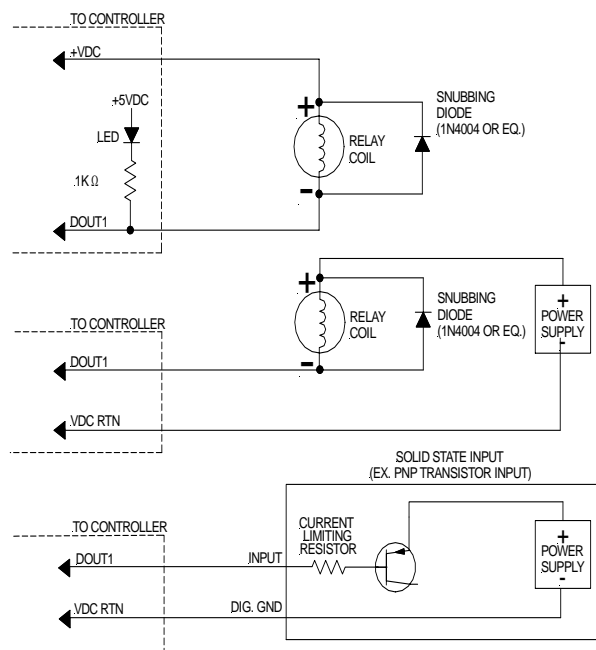 TO CONTROLLER
+VDC
+5VDC
LED
1K Ω
DOUT1
+
-
RELAY
COIL
SNUBBING
DIODE
(1N4004 OR EQ.)
TO CONTROLLER
DOUT1
VDC RTN
+
-
RELAY
COIL
SNUBBING
DIODE
(1N4004 OR EQ.)
+
POWER
SUPPLY
-
SOLID STATE INPUT
(EX. PNP TRANSISTOR INPUT)
TO CONTROLLER
DOUT1
INPUT
CURRENT
LIMITING
RESISTOR
+
POWER
SUPPLY
-
VDC RTN
DIG. GND